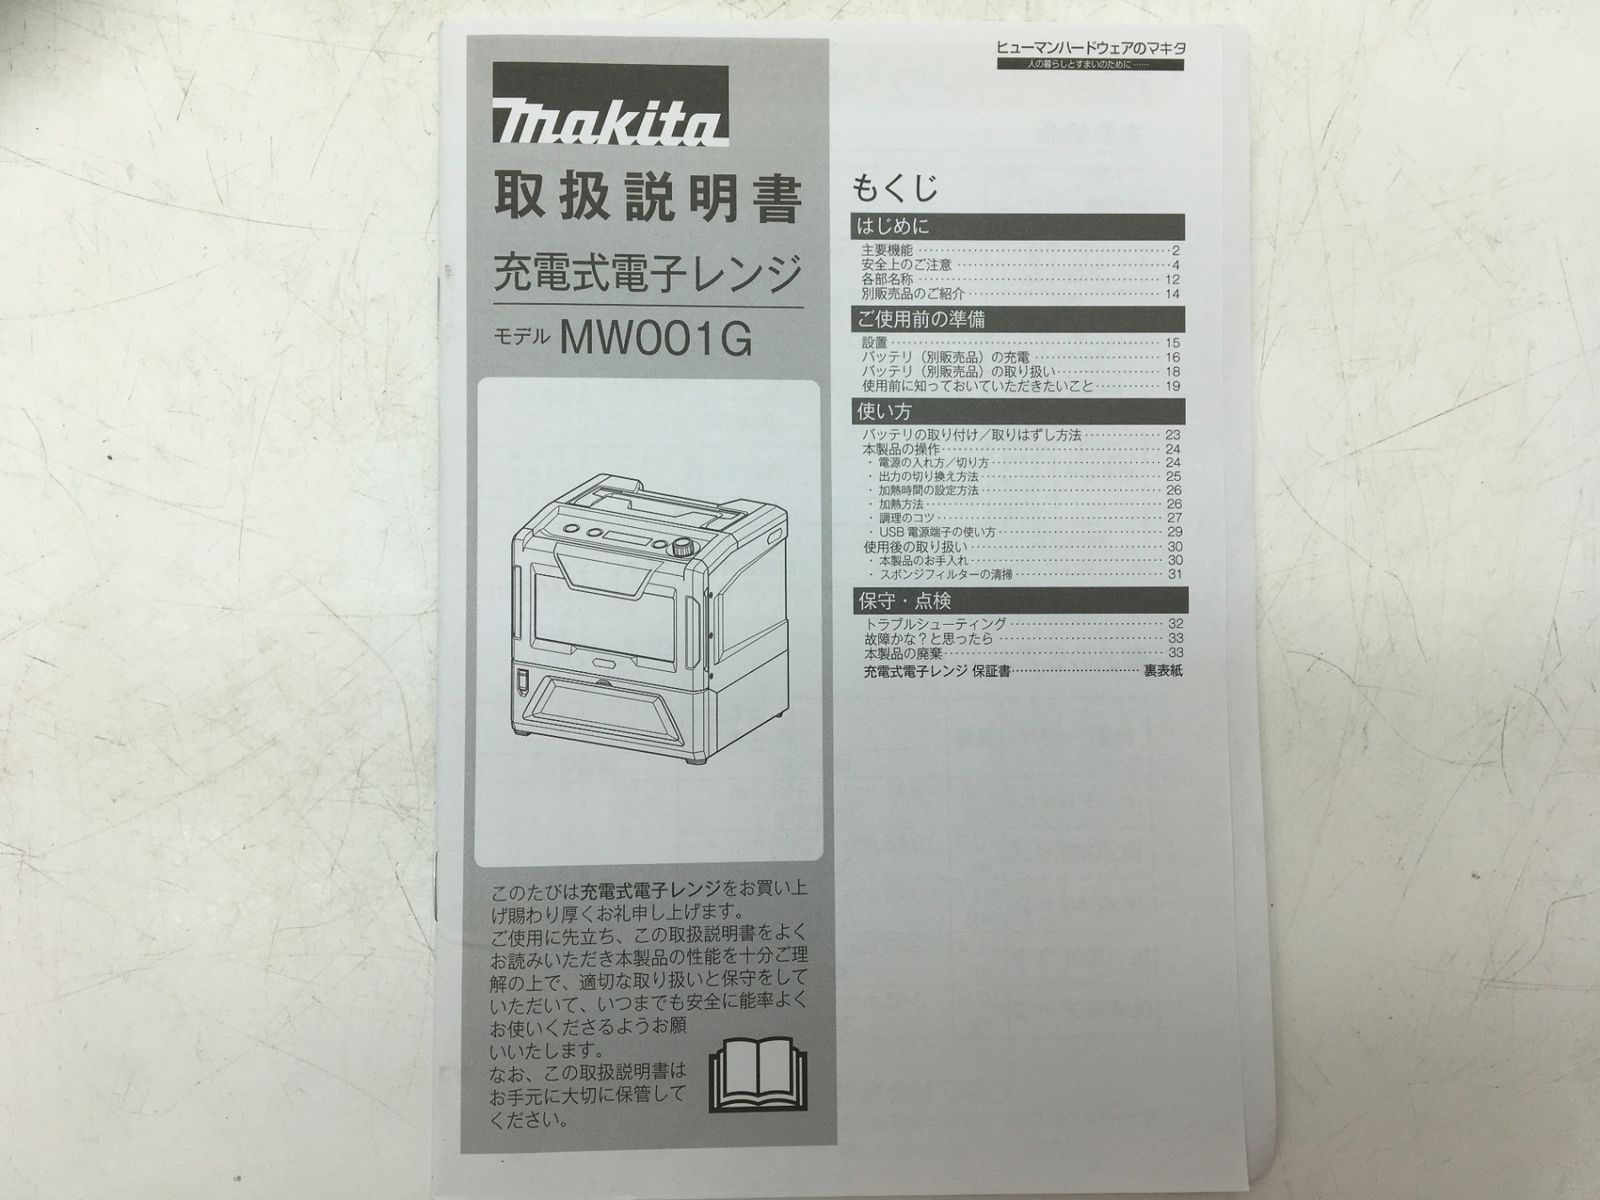 makita
取扱説明書
充電式電子レンジ
モデル MW001G
このたびは充電式電子レンジをお買い上
げ賜わり厚くお礼申し上げます。
ご使用に先立ち、この取扱説明書をよく
お読みいただき本製品の性能を十分ご理
解の上で、適切な取り扱いと保守をして
いただいて、いつまでも安全に能率よく
お使いくださるようお願
いいたします。
なお、この取扱説明書は
お手元に大切に保管して
ください。
ヒューマンハードウェアのマキタ
人の暮らしとすまいのために……
もくじ
はじめに
主要機能 2
安全上のご注意 4
各部名称 12
別販売品のご紹介 14
ご使用前の準備
設置 15
バッテリ（別販売品）の充電 16
バッテリ（別販売品）の取り扱い 18
使用前に知っておいていただきたいこと 19
使い方
バッテリの取り付け／取りはずし方法 23
本製品の操作 24
・電源の入れ方／切り方 24
・出力の切り換え方法 25
・加熱時間の設定方法 26
・加熱方法 26
・調理のコツ 27
・USB 電源端子の使い方 29
使用後の取り扱い 30
・本製品のお手入れ 30
・スポンジフィルターの清掃 31
保守・点検
トラブルシューティング 32
故障かな？と思ったら 33
本製品の廃棄 33
充電式電子レンジ 保証書 裏表紙